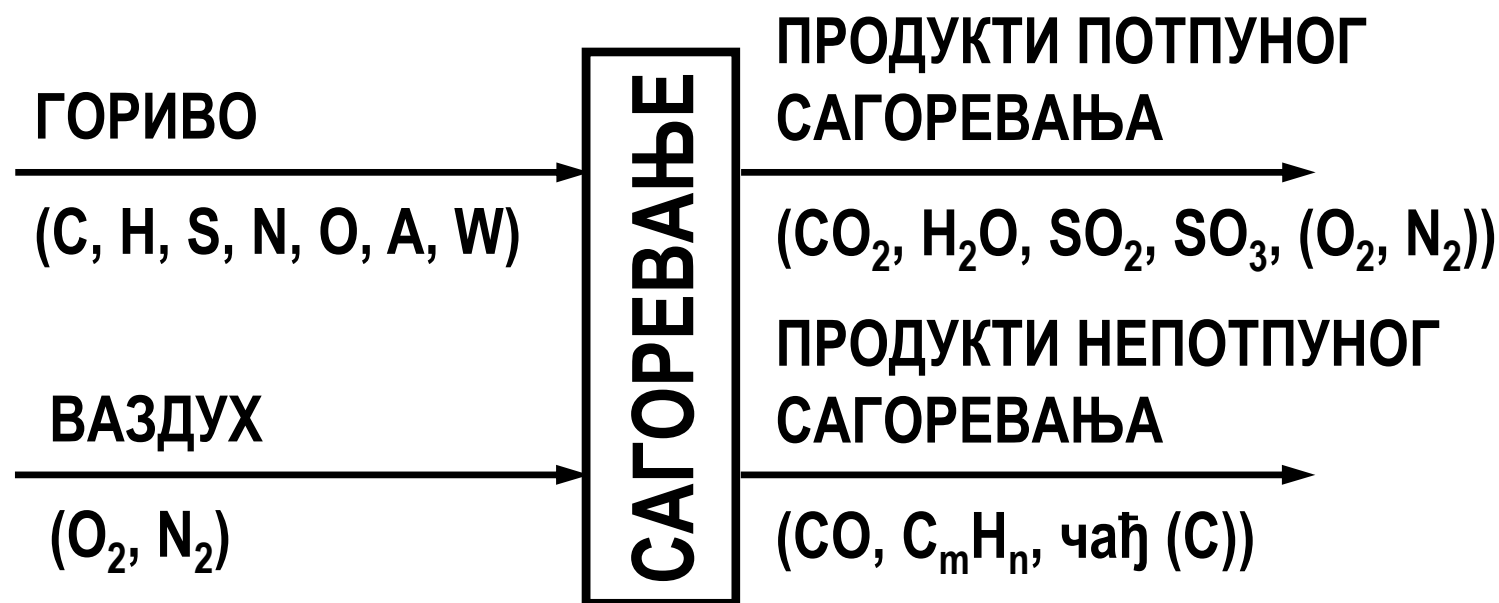 ГОРИВО
(C, H, S, N, O, A, W)
ВАЗДУХ
(O₂, N₂)
САГОРЕВАЊЕ
ПРОДУКТИ ПОТПУНОГ
САГОРЕВАЊА
(CO₂, H₂O, SO₂, SO₃, (O₂, N₂))
ПРОДУКТИ НЕПОТПУНОГ
САГОРЕВАЊА
(CO, CₘHₙ, чађ (C))